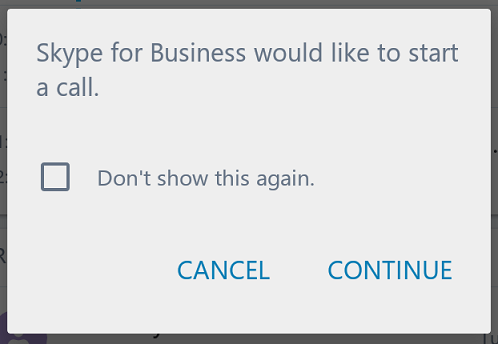 Skype for Business would like to start
a call.
Don't show this again.
CANCEL CONTINUE